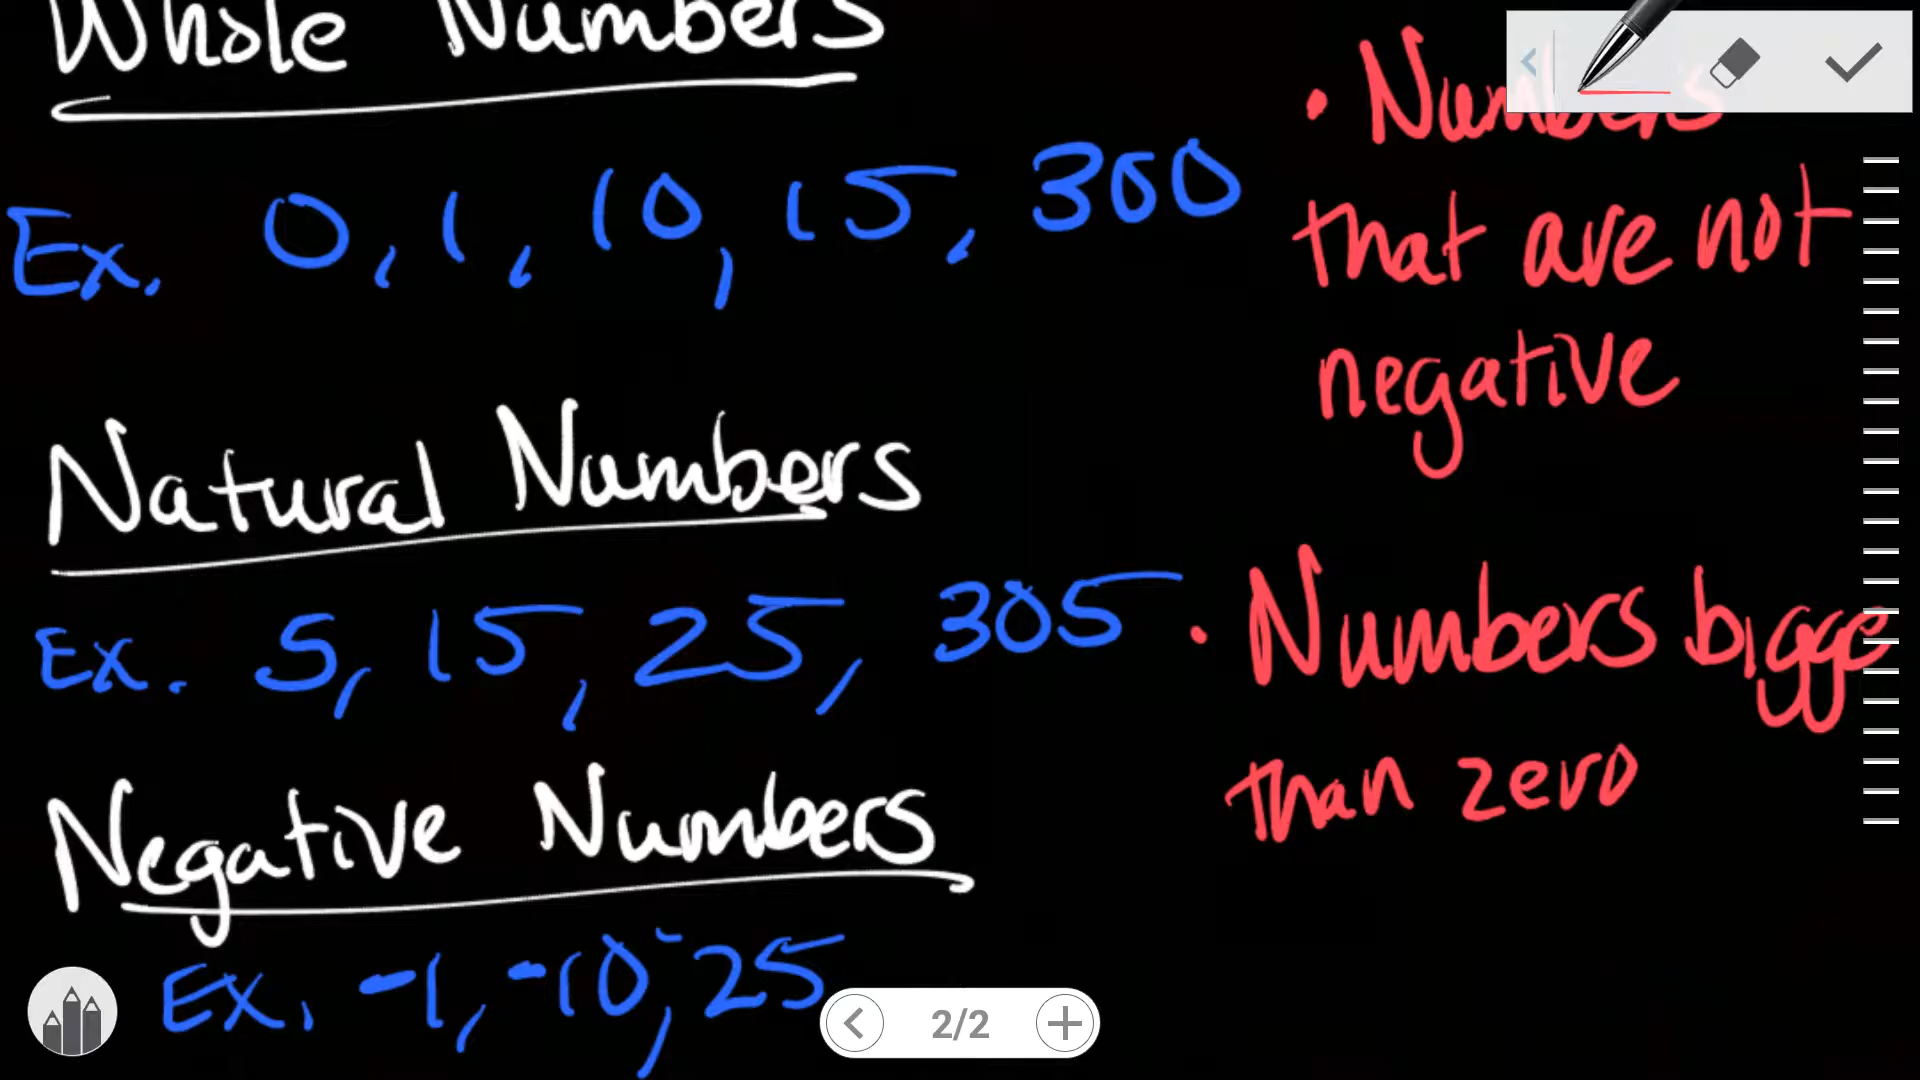 Whole Numbers
Ex. 0, 1, 10, 15, 300
• Numbers
that are not
negative
Natural Numbers
Ex. 5, 15, 25, 305
• Numbers bigge
than zero
Negative Numbers
Ex. -1, -10, -25
2/2